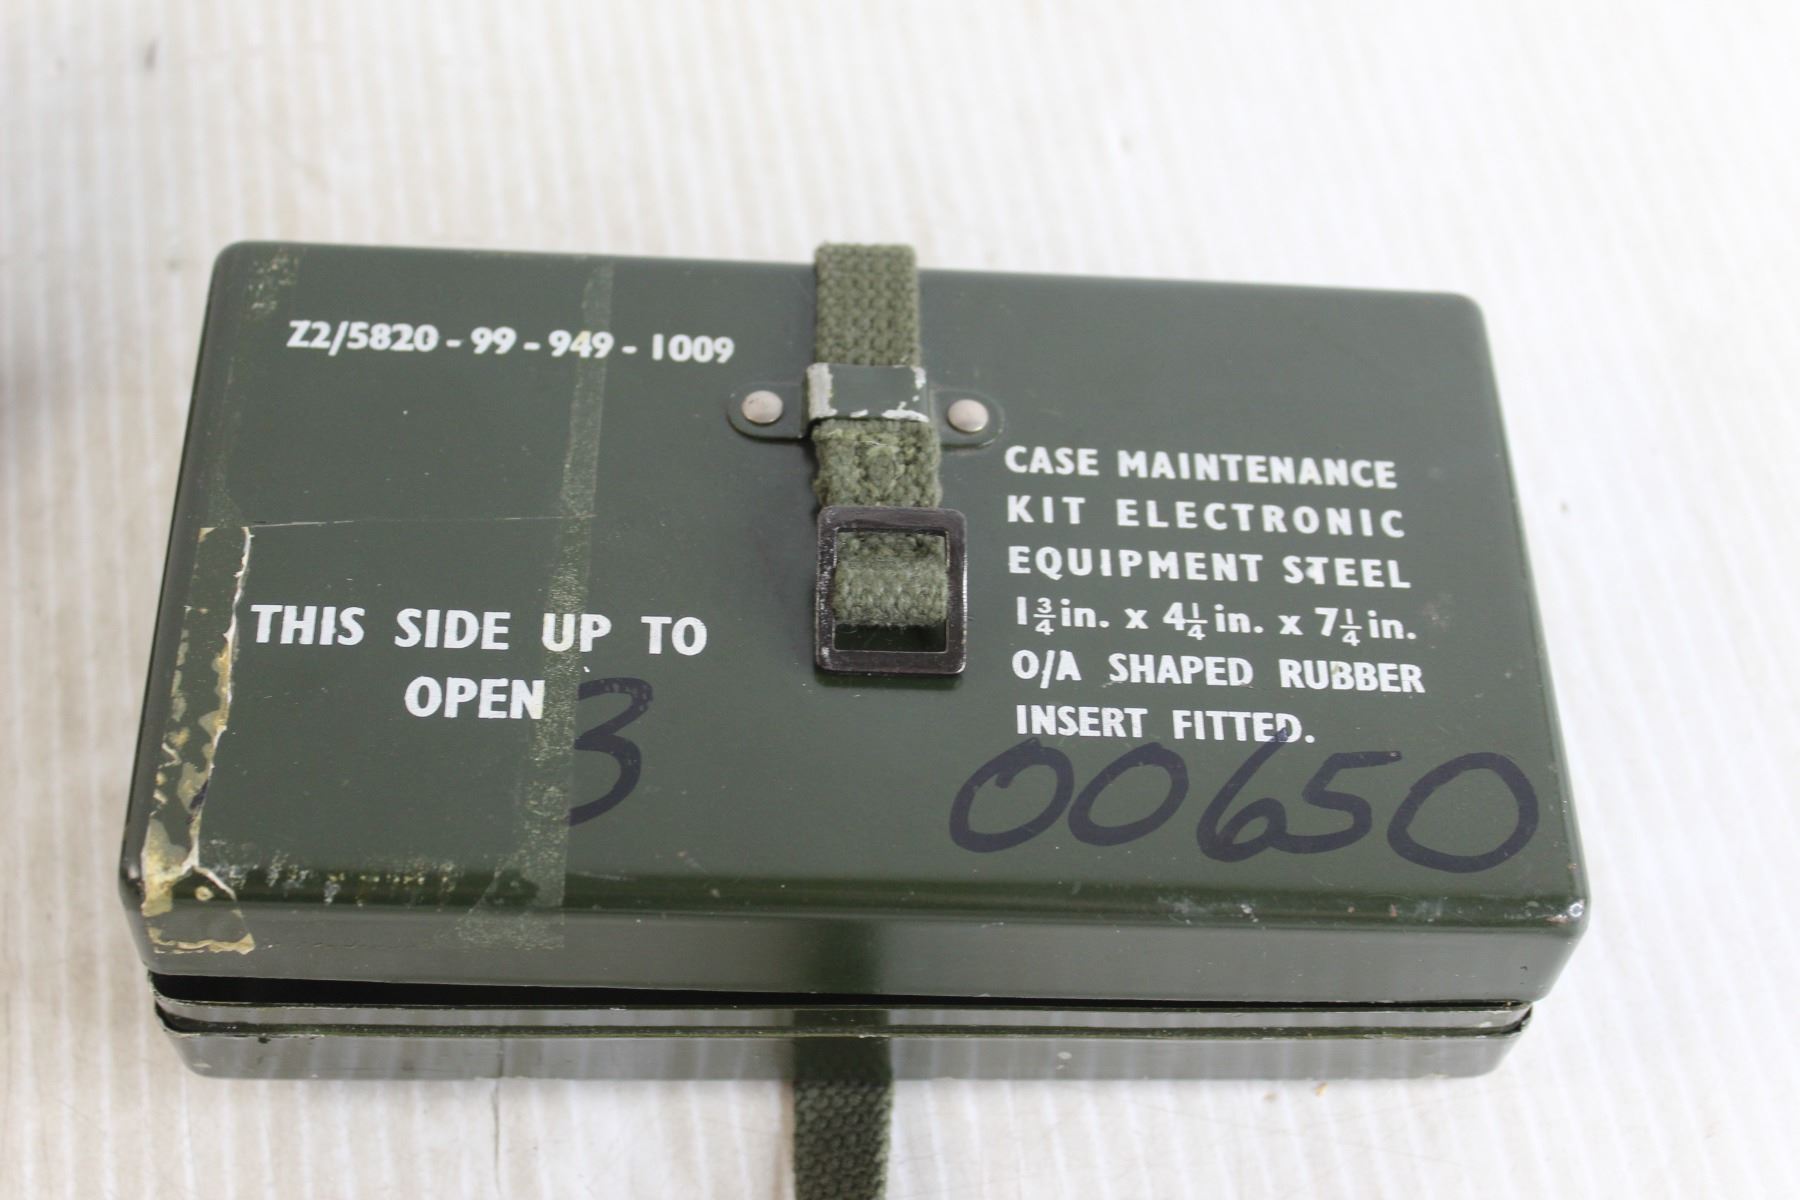 Z2/5820-99-949-1009
CASE MAINTENANCE
KIT ELECTRONIC
EQUIPMENT STEEL
1¾in. x 4¼in. x 7¼in.
O/A SHAPED RUBBER
INSERT FITTED.
THIS SIDE UP TO
OPEN
3
00650